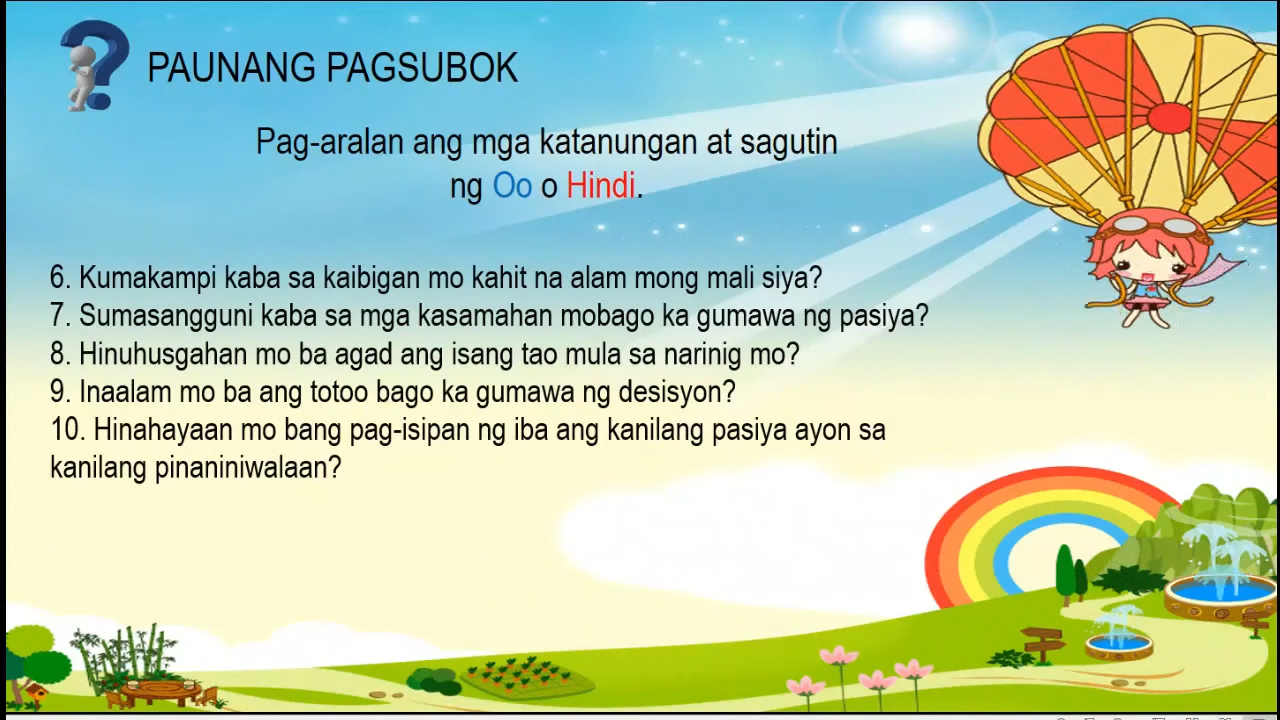 PAUNANG PAGSUBOK
Pag-aralan ang mga katanungan at sagutin
ng Oo o Hindi.
6. Kumakampi kaba sa kaibigan mo kahit na alam mong mali siya?
7. Sumasangguni kaba sa mga kasamahan mobago ka gumawa ng pasiya?
8. Hinuhusgahan mo ba agad ang isang tao mula sa narinig mo?
9. Inaalam mo ba ang totoo bago ka gumawa ng desisyon?
10. Hinahayaan mo bang pag-isipan ng iba ang kanilang pasiya ayon sa
kanilang pinaniniwalaan?